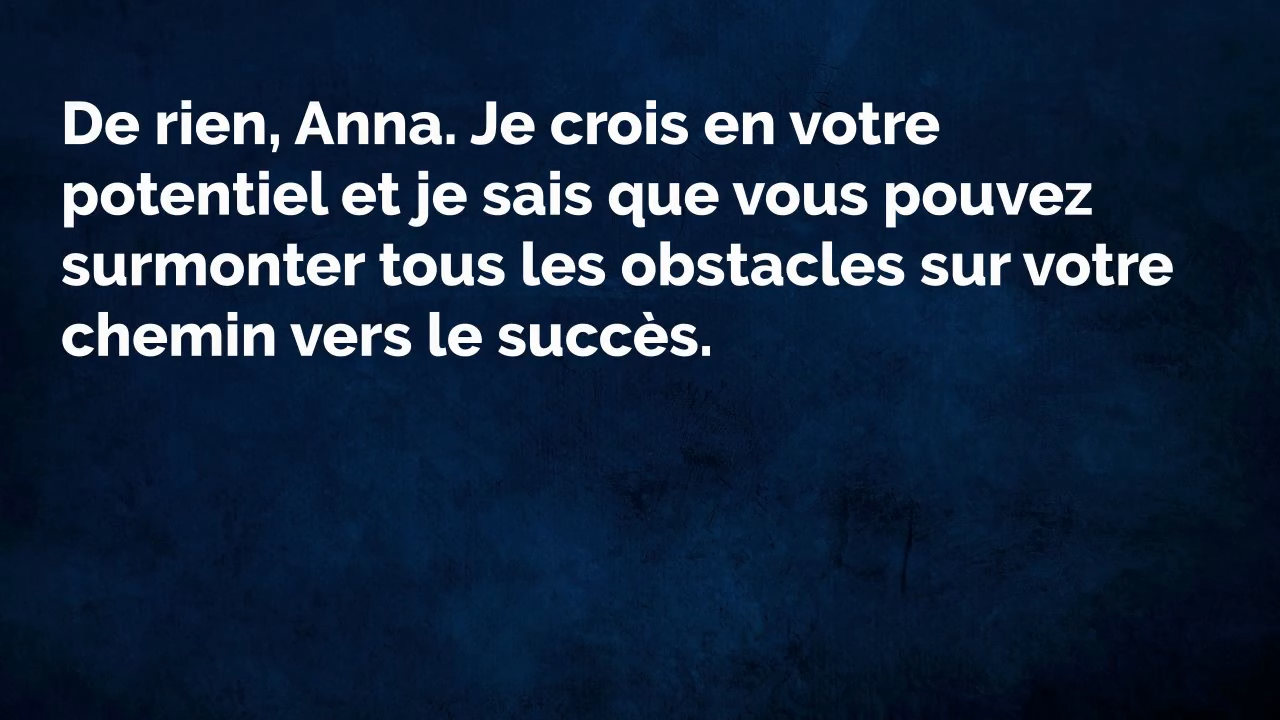 De rien, Anna. Je crois en votre
potentiel et je sais que vous pouvez
surmonter tous les obstacles sur votre
chemin vers le succès.